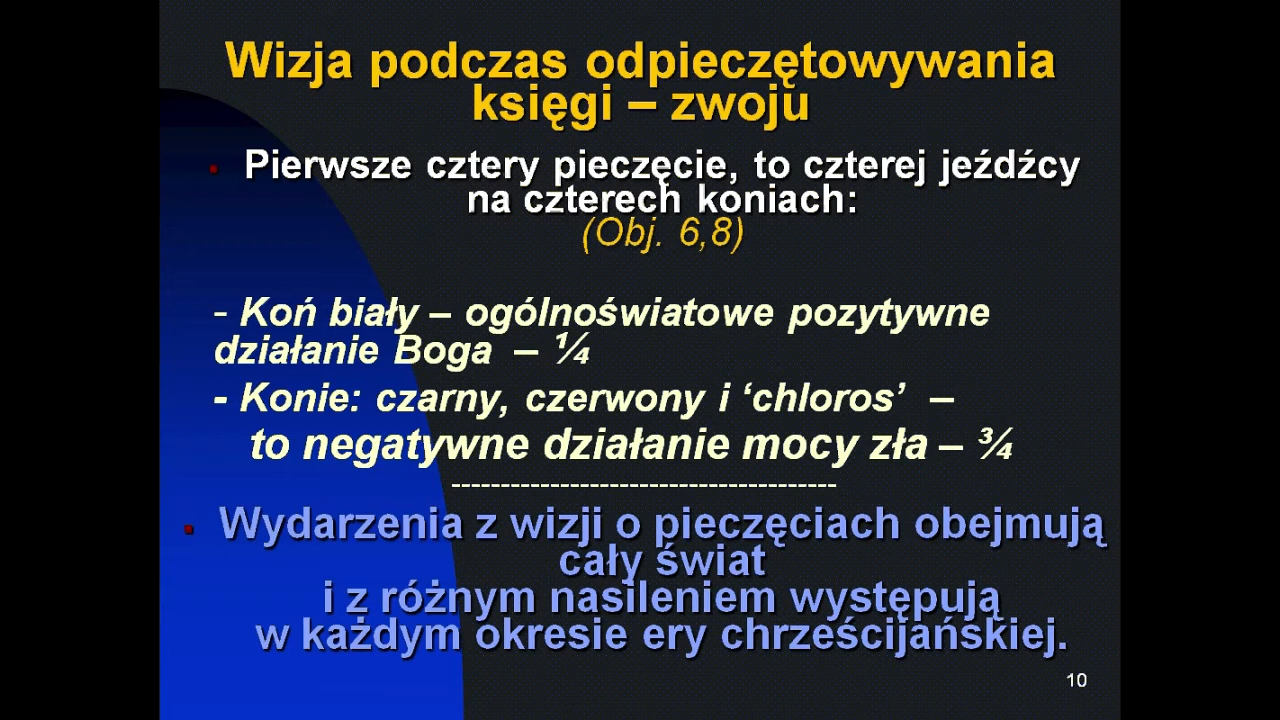 Wizja podczas odpieczętowywania
księgi – zwoju
▪ Pierwsze cztery pieczęcie, to czterej jeźdźcy
na czterech koniach:
(Obj. 6,8)
- Koń biały – ogólnoświatowe pozytywne
działanie Boga – ¼
- Konie: czarny, czerwony i ‘chloros’ –
to negatywne działanie mocy zła – ¾
---------------------------------------
▪ Wydarzenia z wizji o pieczęciach obejmują
cały świat
i z różnym nasileniem występują
w każdym okresie ery chrześcijańskiej.
10